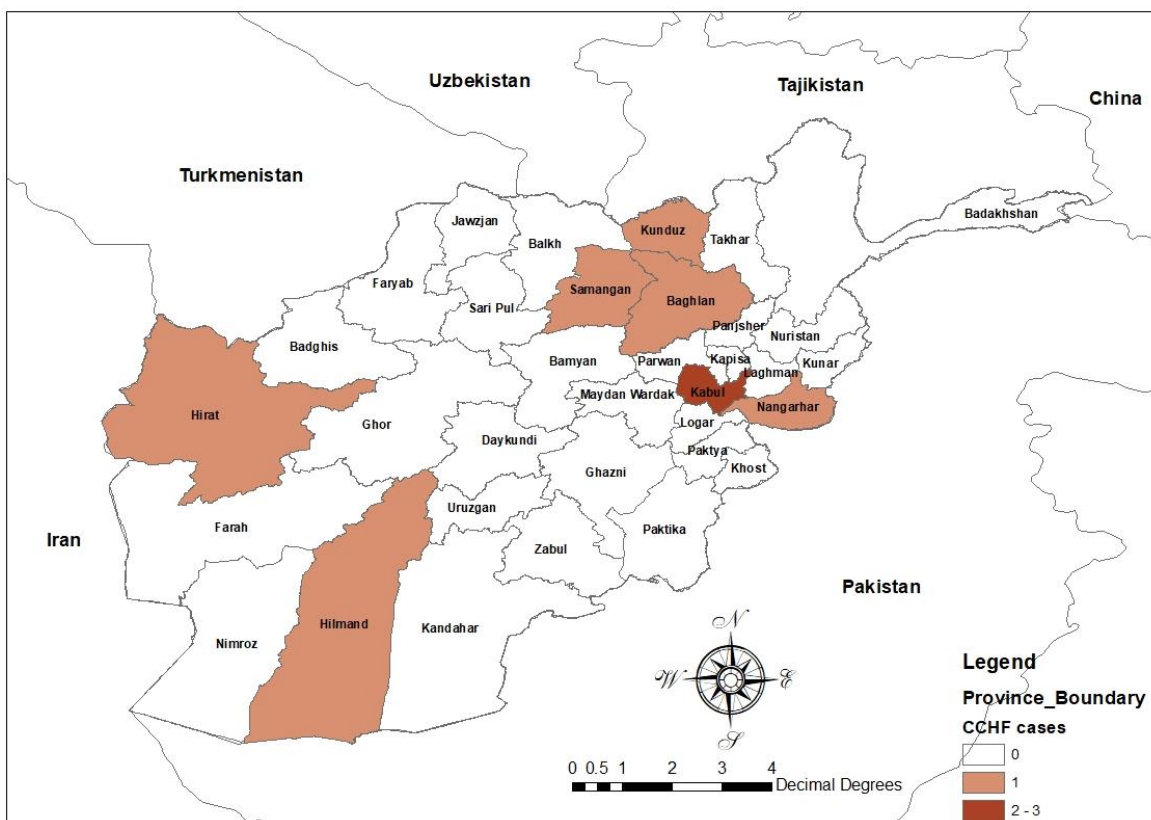 Uzbekistan
Tajikistan
China
Turkmenistan
Badakhshan
Jawzjan
Kunduz
Balkh
Takhar
Faryab
Samangan
Baghlan
Sari Pul
Panjsher
Nuristan
Badghis
Bamyan
Parwan
Kapisa
Kunar
Laghman
Maydan Wardak
Kabul
Nangarhar
Hirat
Ghor
Logar
Daykundi
Paktya
Ghazni
Khost
Uruzgan
Farah
Paktika
Iran
Zabul
Pakistan
Hilmand
Kandahar
Nimroz
N
W
E
S
Legend
Province_Boundary
CCHF cases
0
1
2 - 3
0 0.5 1 2 3 4
Decimal Degrees